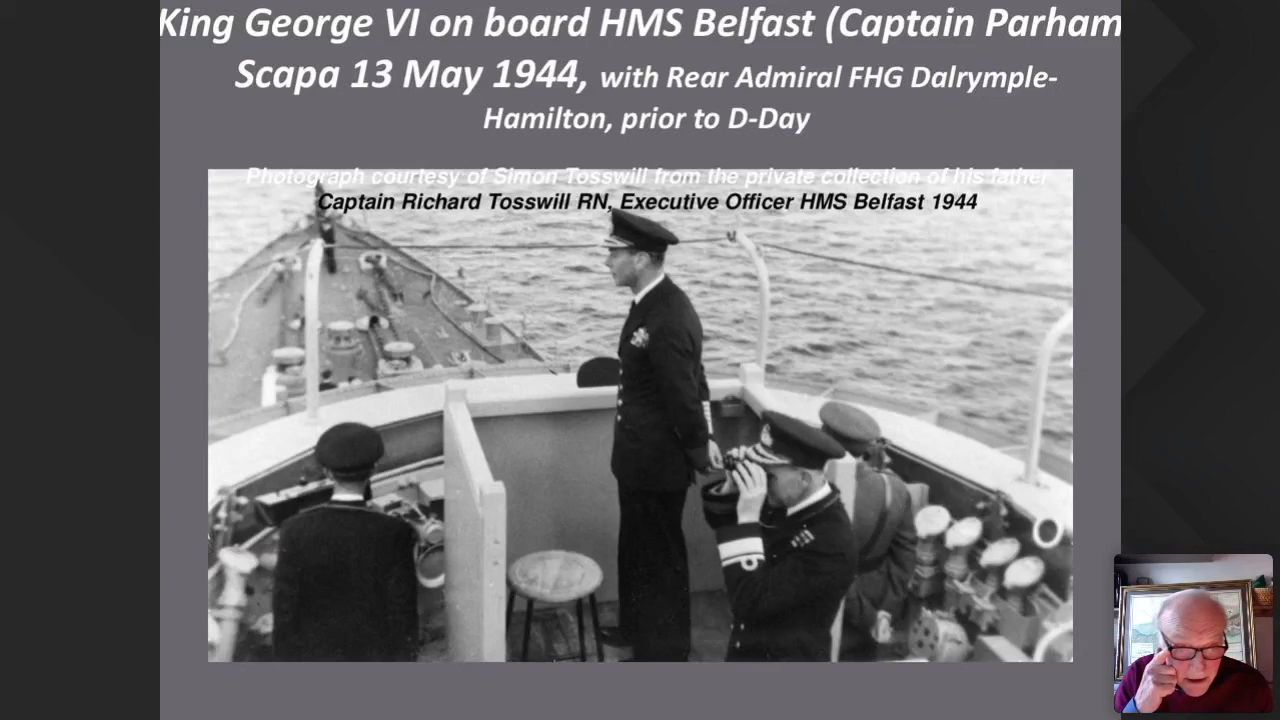 King George VI on board HMS Belfast (Captain Parham
Scapa 13 May 1944, with Rear Admiral FHG Dalrymple-
Hamilton, prior to D-Day
Photograph courtesy of Simon Tosswill from the private collection of his father
Captain Richard Tosswill RN, Executive Officer HMS Belfast 1944